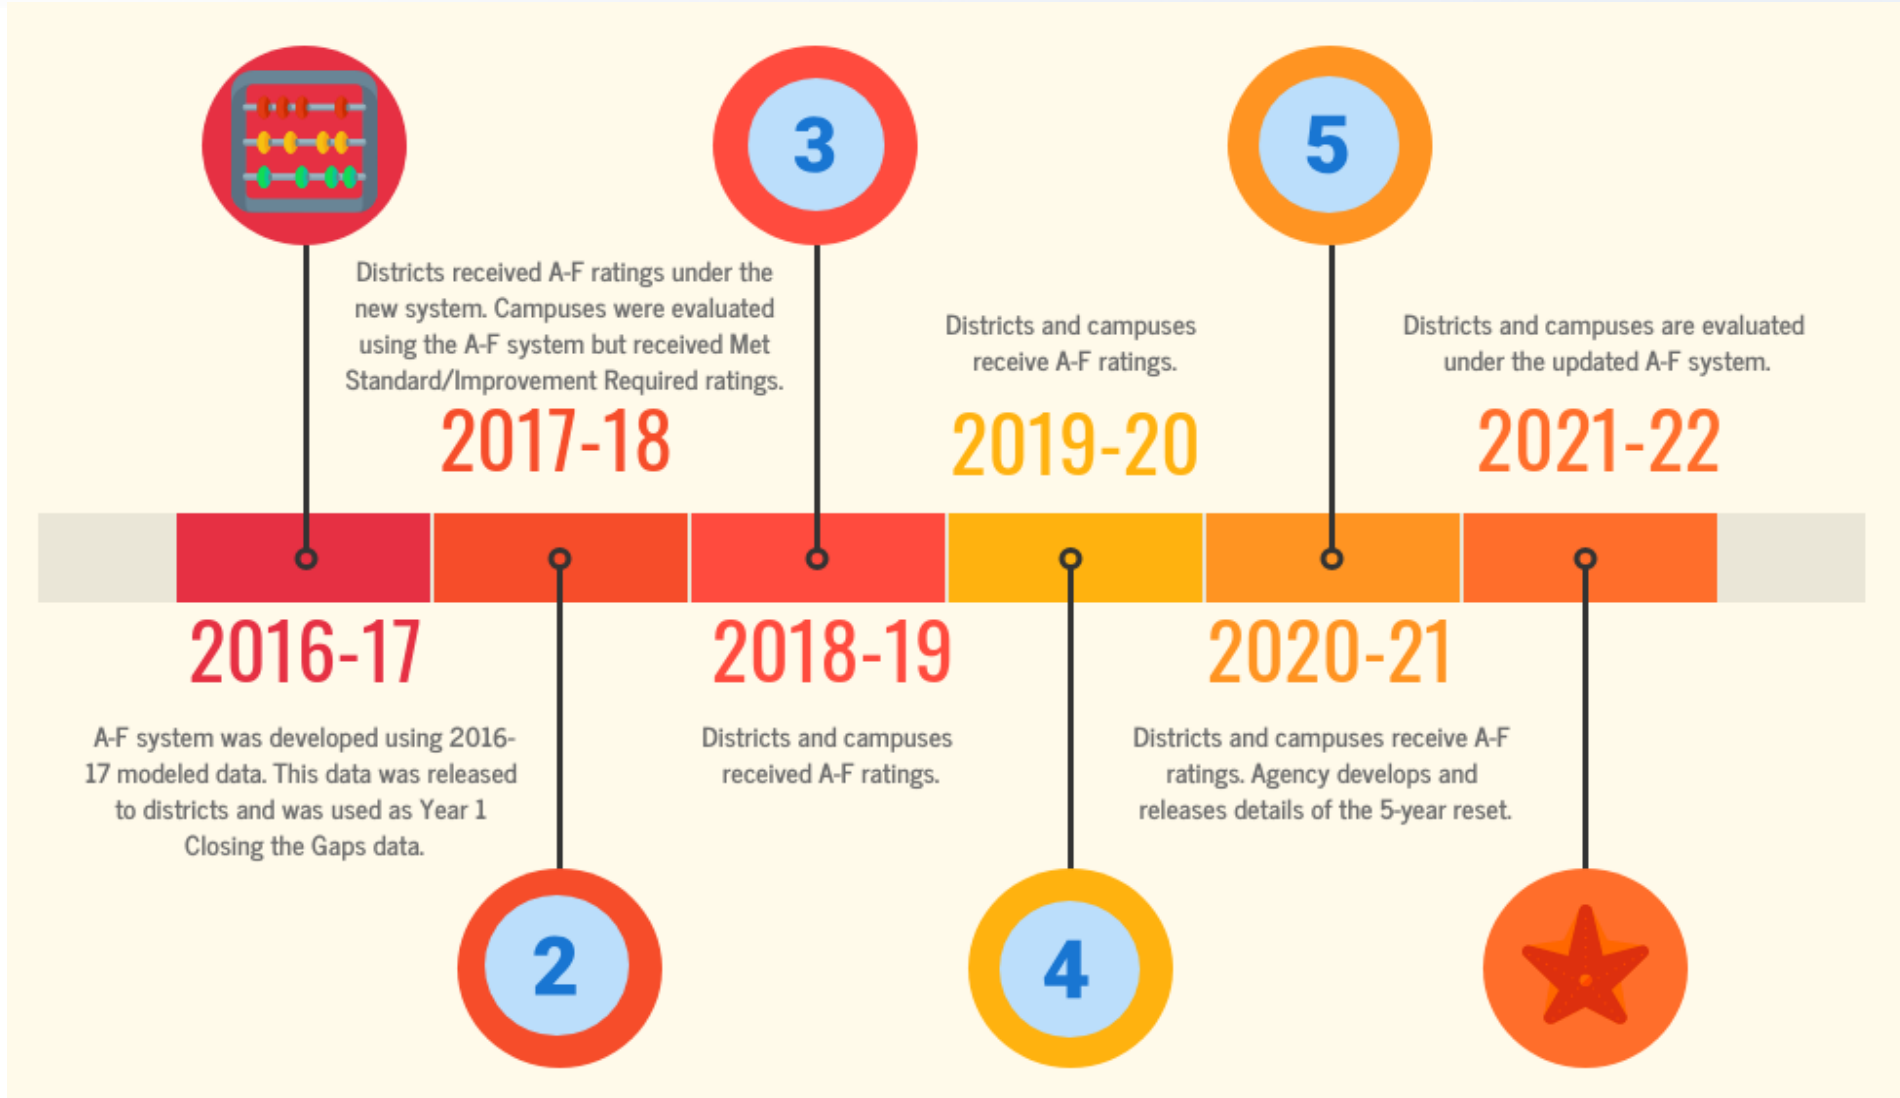 3
5
Districts received A-F ratings under the
new system. Campuses were evaluated
using the A-F system but received Met
Standard/Improvement Required ratings.
2017-18
Districts and campuses
receive A-F ratings.
2019-20
Districts and campuses are evaluated
under the updated A-F system.
2021-22
2016-17
A-F system was developed using 2016-
17 modeled data. This data was released
to districts and was used as Year 1
Closing the Gaps data.
2018-19
Districts and campuses
received A-F ratings.
2020-21
Districts and campuses receive A-F
ratings. Agency develops and
releases details of the 5-year reset.
2
4